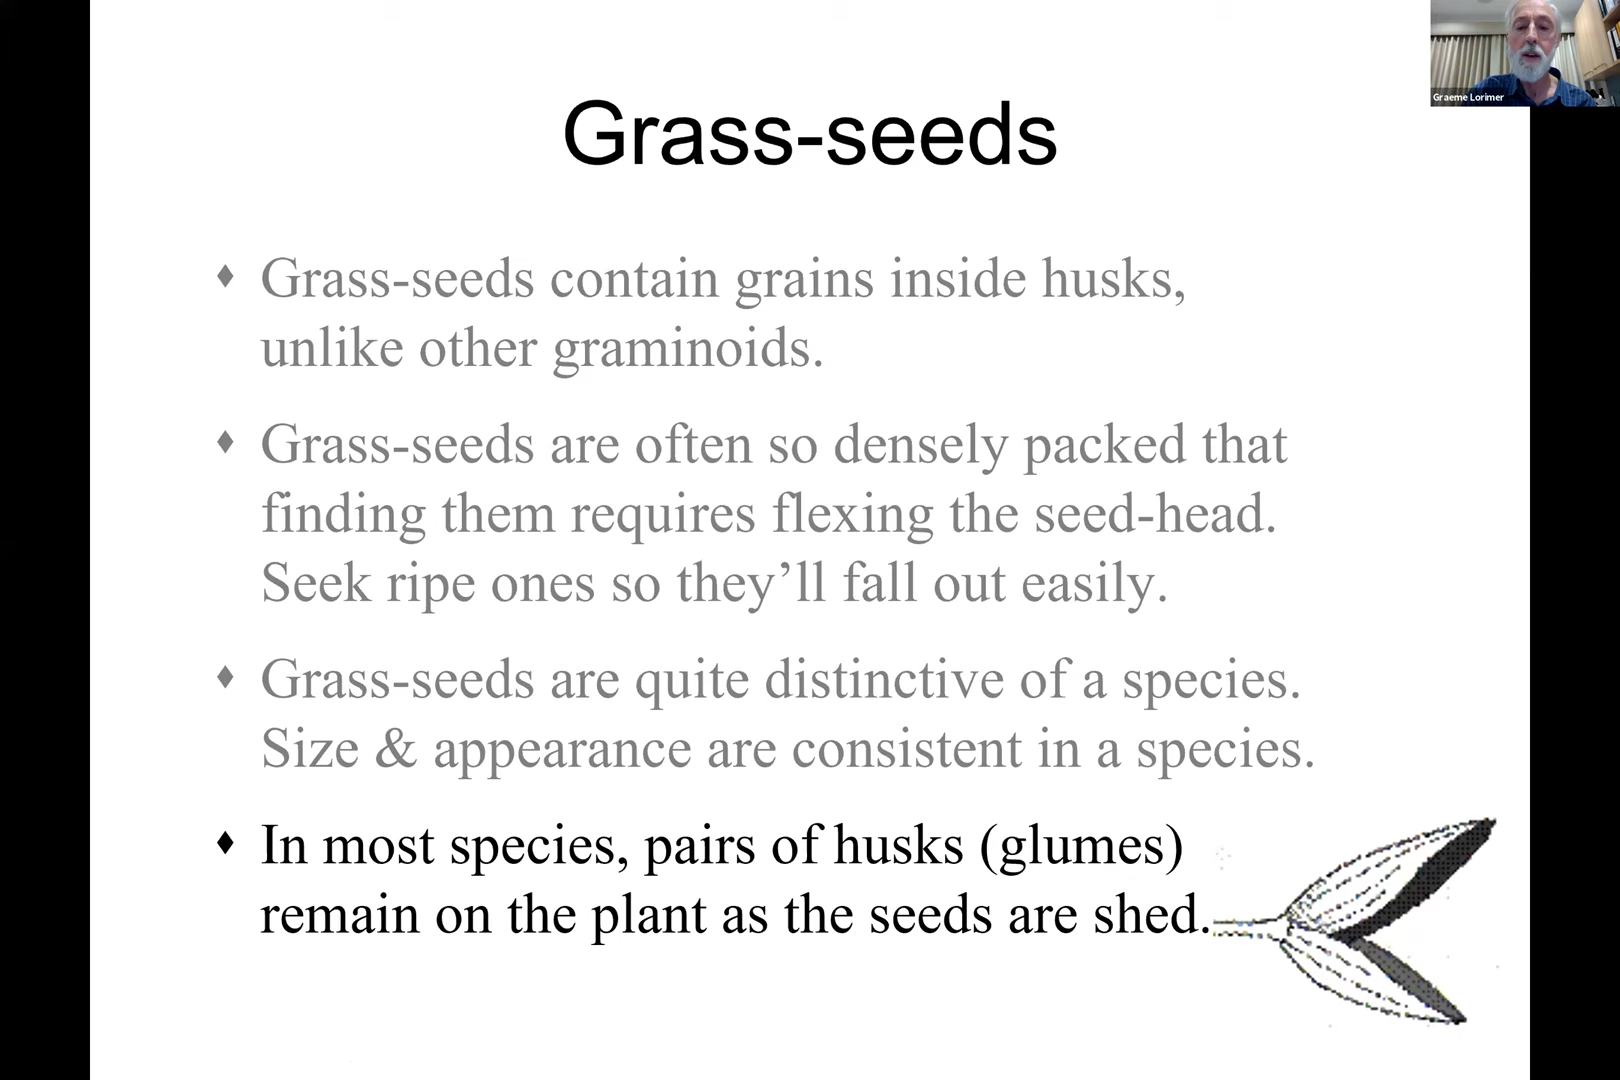 Graeme Lorimer
Grass-seeds
♦ Grass-seeds contain grains inside husks,
unlike other graminoids.
♦ Grass-seeds are often so densely packed that
finding them requires flexing the seed-head.
Seek ripe ones so they’ll fall out easily.
♦ Grass-seeds are quite distinctive of a species.
Size & appearance are consistent in a species.
♦ In most species, pairs of husks (glumes)
remain on the plant as the seeds are shed.